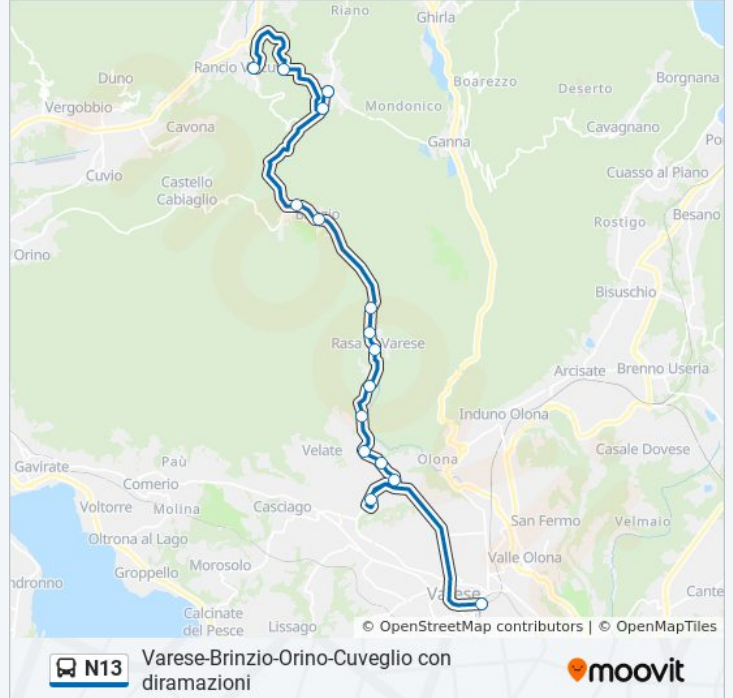 Riano
Ghirla
Duno
Rancio V
Boarezzo
Borgnana
Deserto
Vergobbio
Mondonico
Cavona
Cavagnano
Ganna
Cuvio
Cuasso al Piano
Castello
Cabiaglio
Besano
Rostigo
Orino
Bisuschio
Rasa Varese
Arcisate
Brenno Useria
Induno Olona
Velate
Olona
Casale Dovese
Paù
Gavirate
Comerio
Voltorre
Molina
Casciago
San Fermo
Velmaio
Oltrona al Lago
Valle Olona
Groppello
Morosolo
Varese
Calcinate
del Pesce
Lissago
© OpenStreetMap contributors | © OpenMapTiles
N13
Varese-Brinzio-Orino-Cuveglio con
diramazioni
moovit